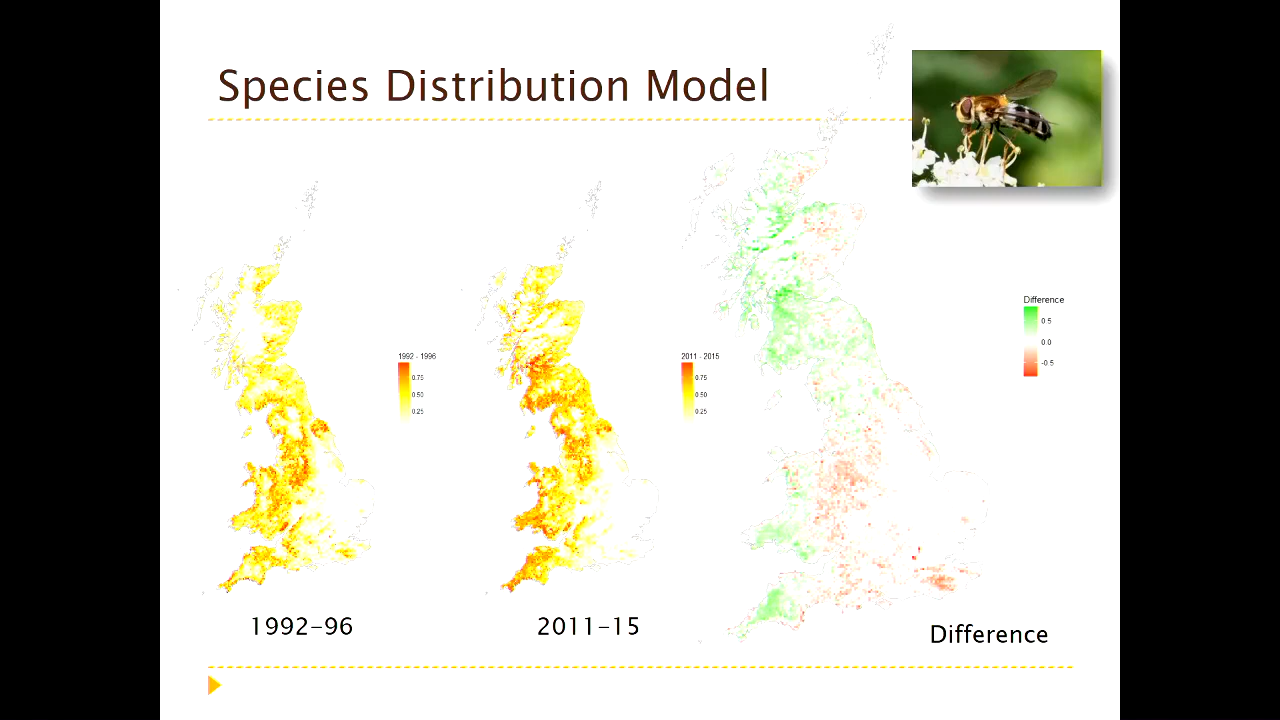 Species Distribution Model
1992 - 1996
0.75
0.50
0.25
2011 - 2015
0.75
0.50
0.25
Difference
0.5
0.0
-0.5
1992-96
2011-15
Difference